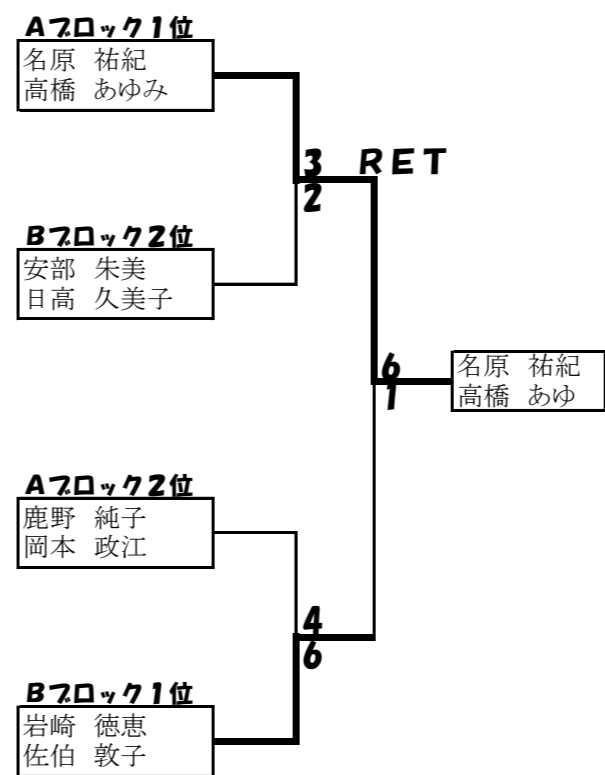 Aブロック1位
名原 祐紀
高橋 あゆみ
3 RET
2
Bブロック2位
安部 朱美
日高 久美子
6
1
名原 祐紀
高橋 あゆ
Aブロック2位
鹿野 純子
岡本 政江
4
6
Bブロック1位
岩崎 徳恵
佐伯 敦子